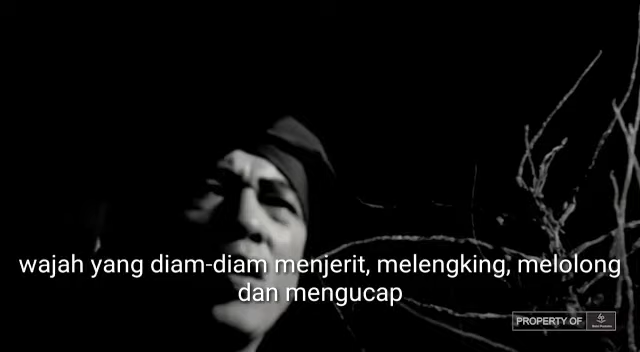 wajah yang diam-diam menjerit, melengking, melolong
dan mengucap
PROPERTY OF